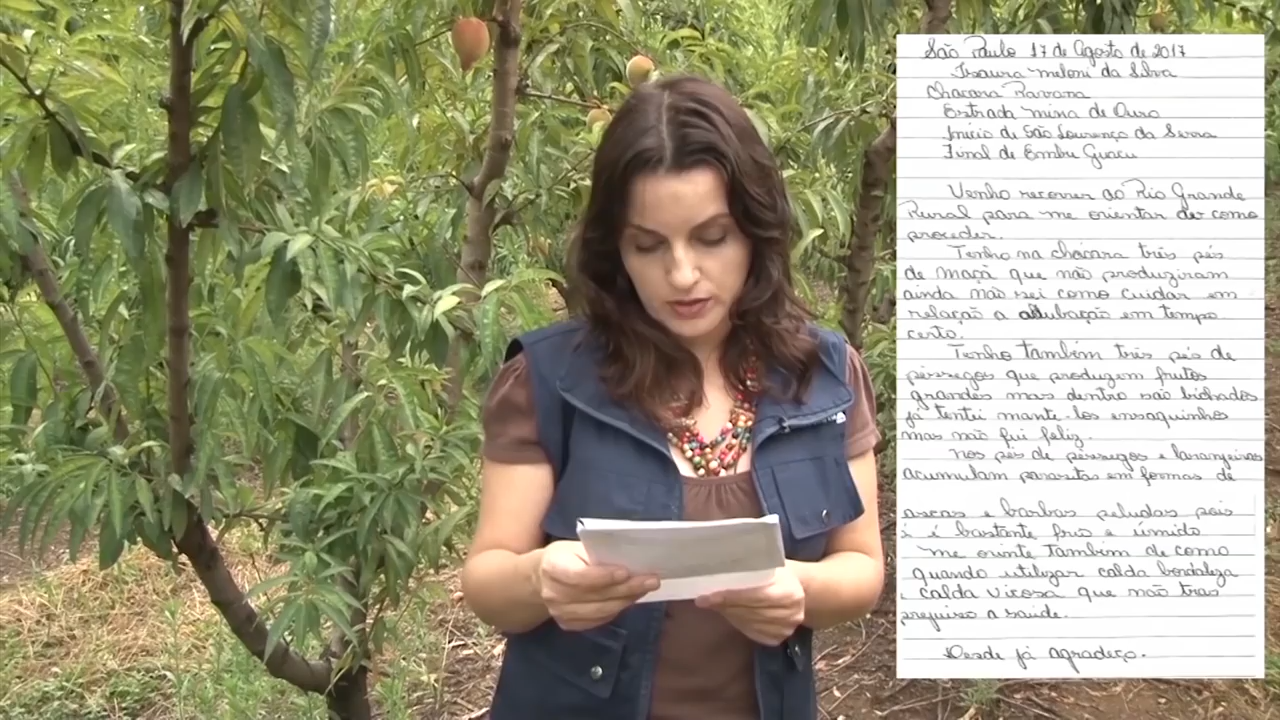 São Paulo 17 de Agosto de 2017
Isaura Meloni da Silva
Chacara Parrana
Estrada mina de Ouro
Início de São Lourenço da Serra
Final de Embu Guaçu
Venho recorrer ao Rio Grande
Rural para me orientar de como
proceder.
Tenho na chácara três pés
de maçã que não produziram
ainda não sei como cuidar em
relação a adubação em tempo
certo.
Tenho também três pés de
pêssegos que produzem frutos
grandes mas dentro são bichados
já tentei mante-los ensaquinhos
mas não fui feliz.
Nos pés de pêssegos e laranjeiras
acumulam parasitas em formas de
e barbas peludas pois
é bastante frio e úmido
me oriente também de como
quando utilizar calda bordaliza
calda viçosa que não tras
prejuiso a saúde.
Desde já agradeço.